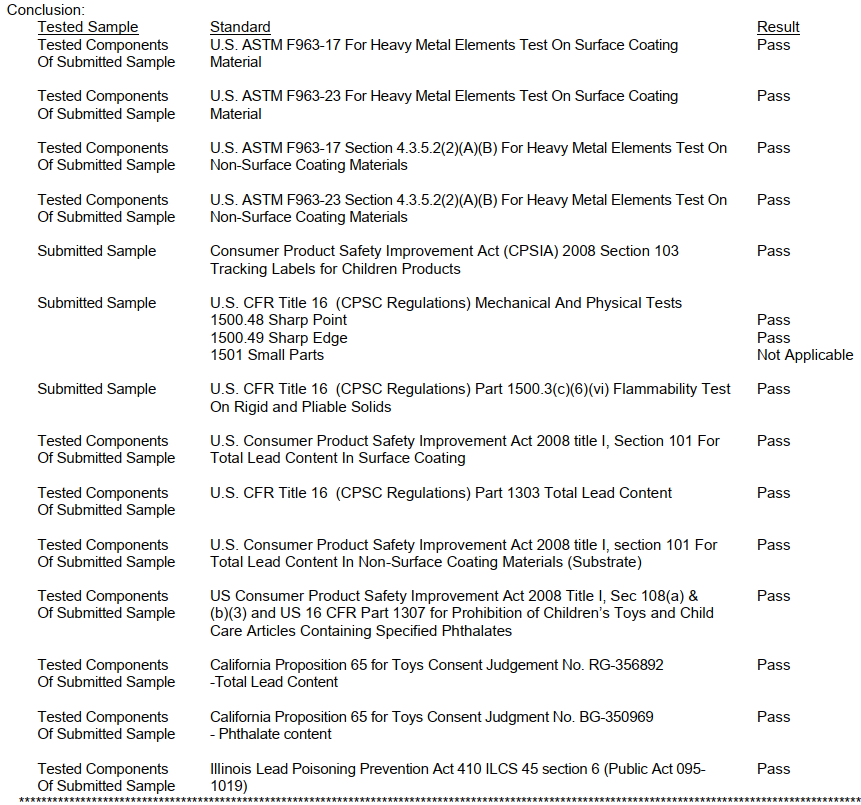 Conclusion:
Tested Sample Standard Result
Tested Components U.S. ASTM F963-17 For Heavy Metal Elements Test On Surface Coating Pass
Of Submitted Sample Material
Tested Components U.S. ASTM F963-23 For Heavy Metal Elements Test On Surface Coating Pass
Of Submitted Sample Material
Tested Components U.S. ASTM F963-17 Section 4.3.5.2(2)(A)(B) For Heavy Metal Elements Test On Pass
Of Submitted Sample Non-Surface Coating Materials
Tested Components U.S. ASTM F963-23 Section 4.3.5.2(2)(A)(B) For Heavy Metal Elements Test On Pass
Of Submitted Sample Non-Surface Coating Materials
Submitted Sample Consumer Product Safety Improvement Act (CPSIA) 2008 Section 103 Pass
Tracking Labels for Children Products
Submitted Sample U.S. CFR Title 16 (CPSC Regulations) Mechanical And Physical Tests
1500.48 Sharp Point Pass
1500.49 Sharp Edge Pass
1501 Small Parts Not Applicable
Submitted Sample U.S. CFR Title 16 (CPSC Regulations) Part 1500.3(c)(6)(vi) Flammability Test Pass
On Rigid and Pliable Solids
Tested Components U.S. Consumer Product Safety Improvement Act 2008 title I, Section 101 For Pass
Of Submitted Sample Total Lead Content In Surface Coating
Tested Components U.S. CFR Title 16 (CPSC Regulations) Part 1303 Total Lead Content Pass
Of Submitted Sample
Tested Components U.S. Consumer Product Safety Improvement Act 2008 title I, section 101 For Pass
Of Submitted Sample Total Lead Content In Non-Surface Coating Materials (Substrate)
Tested Components US Consumer Product Safety Improvement Act 2008 Title I, Sec 108(a) & Pass
Of Submitted Sample (b)(3) and US 16 CFR Part 1307 for Prohibition of Children’s Toys and Child
Care Articles Containing Specified Phthalates
Tested Components California Proposition 65 for Toys Consent Judgement No. RG-356892 Pass
Of Submitted Sample -Total Lead Content
Tested Components California Proposition 65 for Toys Consent Judgment No. BG-350969 Pass
Of Submitted Sample - Phthalate content
Tested Components Illinois Lead Poisoning Prevention Act 410 ILCS 45 section 6 (Public Act 095- Pass
Of Submitted Sample 1019)